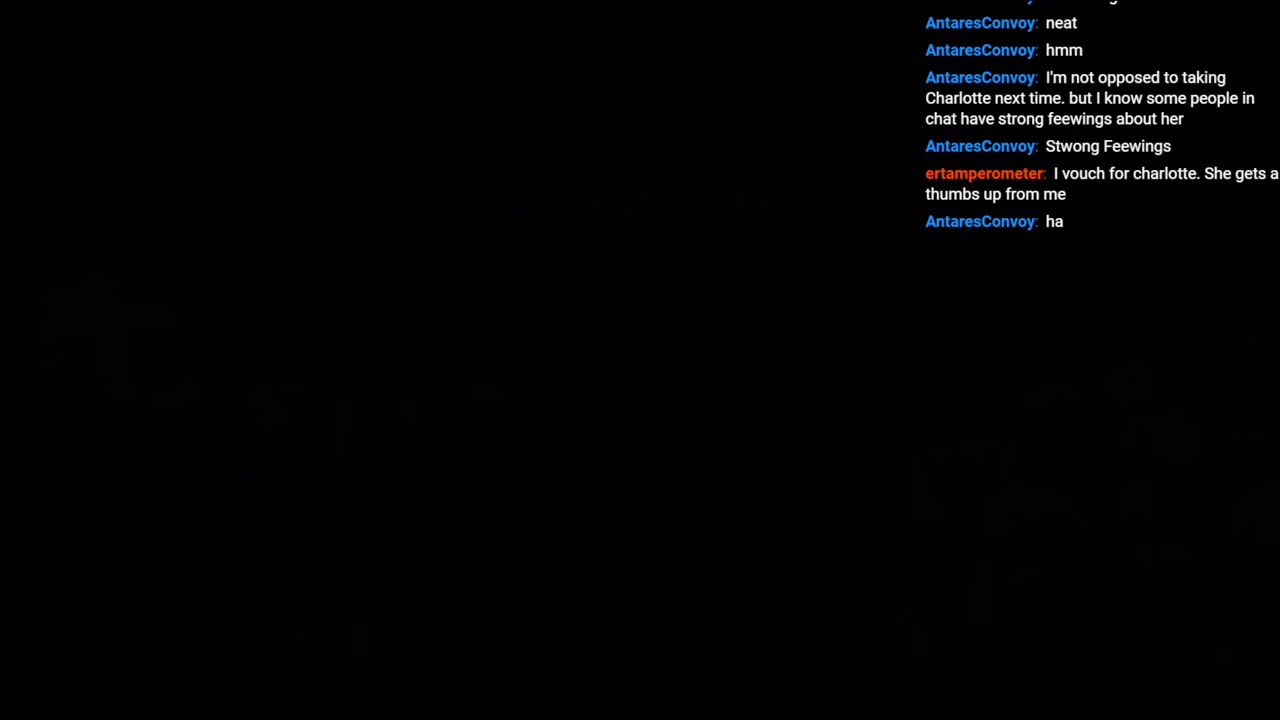 AntaresConvoy: neat
AntaresConvoy: hmm
AntaresConvoy: I'm not opposed to taking
Charlotte next time. but I know some people in
chat have strong feewings about her
AntaresConvoy: Stwong Feewings
ertamperometer: I vouch for charlotte. She gets a
thumbs up from me
AntaresConvoy: ha